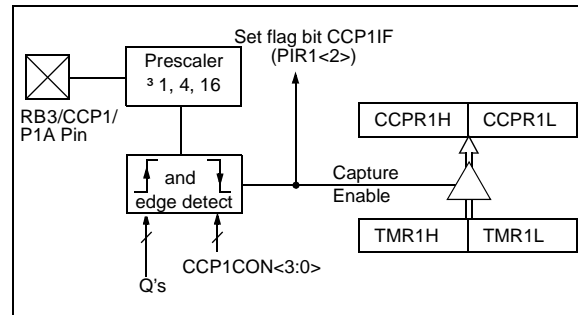 Set flag bit CCP1IF
(PIR1<2>)
Prescaler
³ 1, 4, 16
RB3/CCP1/
P1A Pin
CCPR1H
CCPR1L
and
edge detect
Capture
Enable
TMR1H
TMR1L
CCP1CON<3:0>
Q's